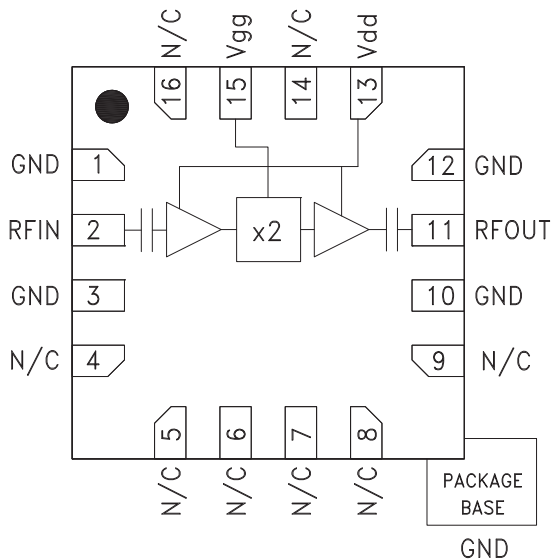 N/C Vgg N/C Vdd
16 15 14 13
GND 1 12 GND
RFIN 2 x2 11 RFOUT
GND 3 10 GND
N/C 4 9 N/C
5 6 7 8
N/C N/C N/C N/C
PACKAGE
BASE
GND